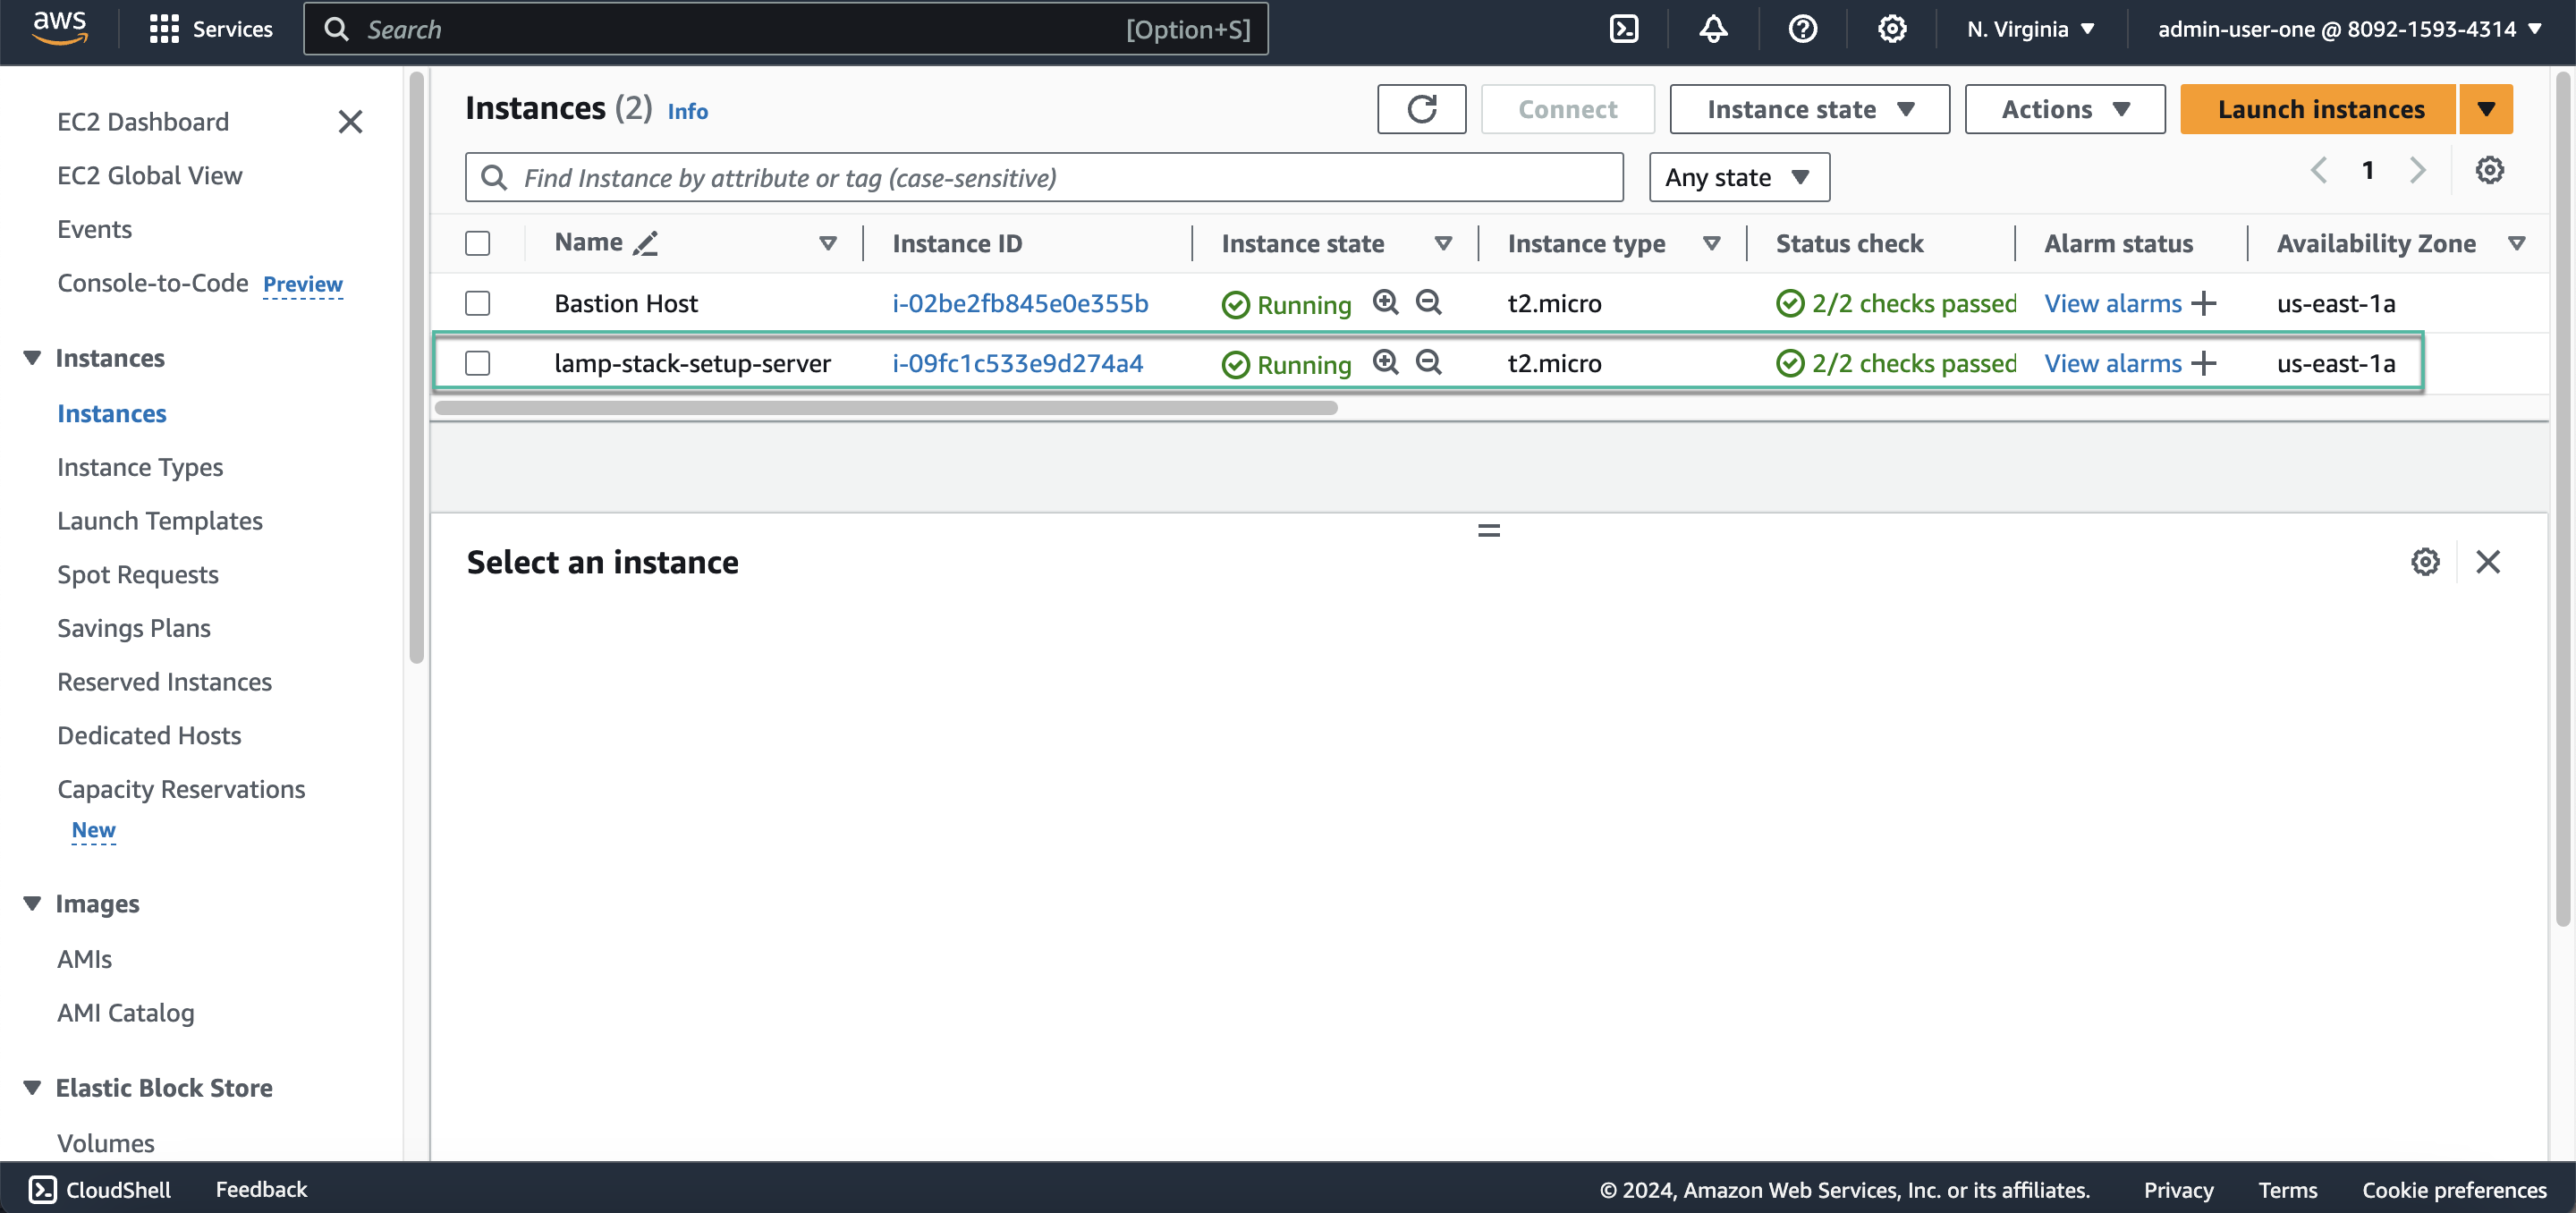 aws Services Search [Option+S] N. Virginia admin-user-one @ 8092-1593-4314
EC2 Dashboard
EC2 Global View
Events
Console-to-Code Preview
Instances
Instances
Instance Types
Launch Templates
Spot Requests
Savings Plans
Reserved Instances
Dedicated Hosts
Capacity Reservations
New
Images
AMIs
AMI Catalog
Elastic Block Store
Volumes
Instances (2) Info Connect Instance state Actions Launch instances
Find Instance by attribute or tag (case-sensitive) Any state 1
Name Instance ID Instance state Instance type Status check Alarm status Availability Zone
Bastion Host i-02be2fb845e0e355b Running t2.micro 2/2 checks passed View alarms + us-east-1a
lamp-stack-setup-server i-09fc1c533e9d274a4 Running t2.micro 2/2 checks passed View alarms + us-east-1a
Select an instance
CloudShell Feedback © 2024, Amazon Web Services, Inc. or its affiliates. Privacy Terms Cookie preferences